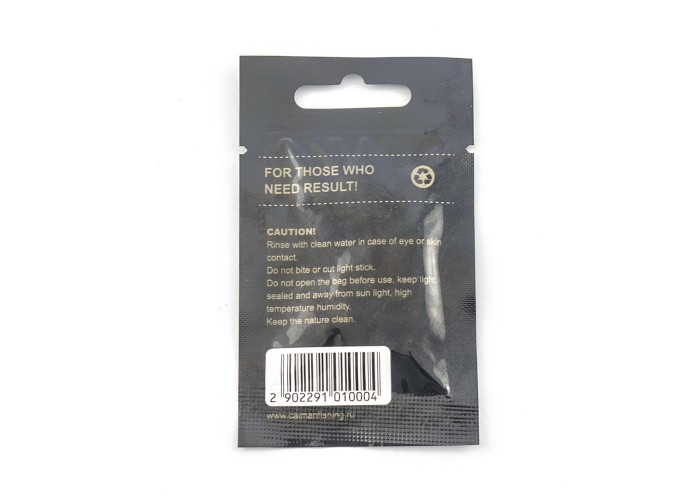 FOR THOSE WHO
NEED RESULT!
CAUTION!
Rinse with clean water in case of eye or skin
contact.
Do not bite or cut light stick.
Do not open the bag before use, keep light
sealed and away from sun light, high
temperature humidity.
Keep the nature clean.
2 902291 010004
www.caimanfishing.ru